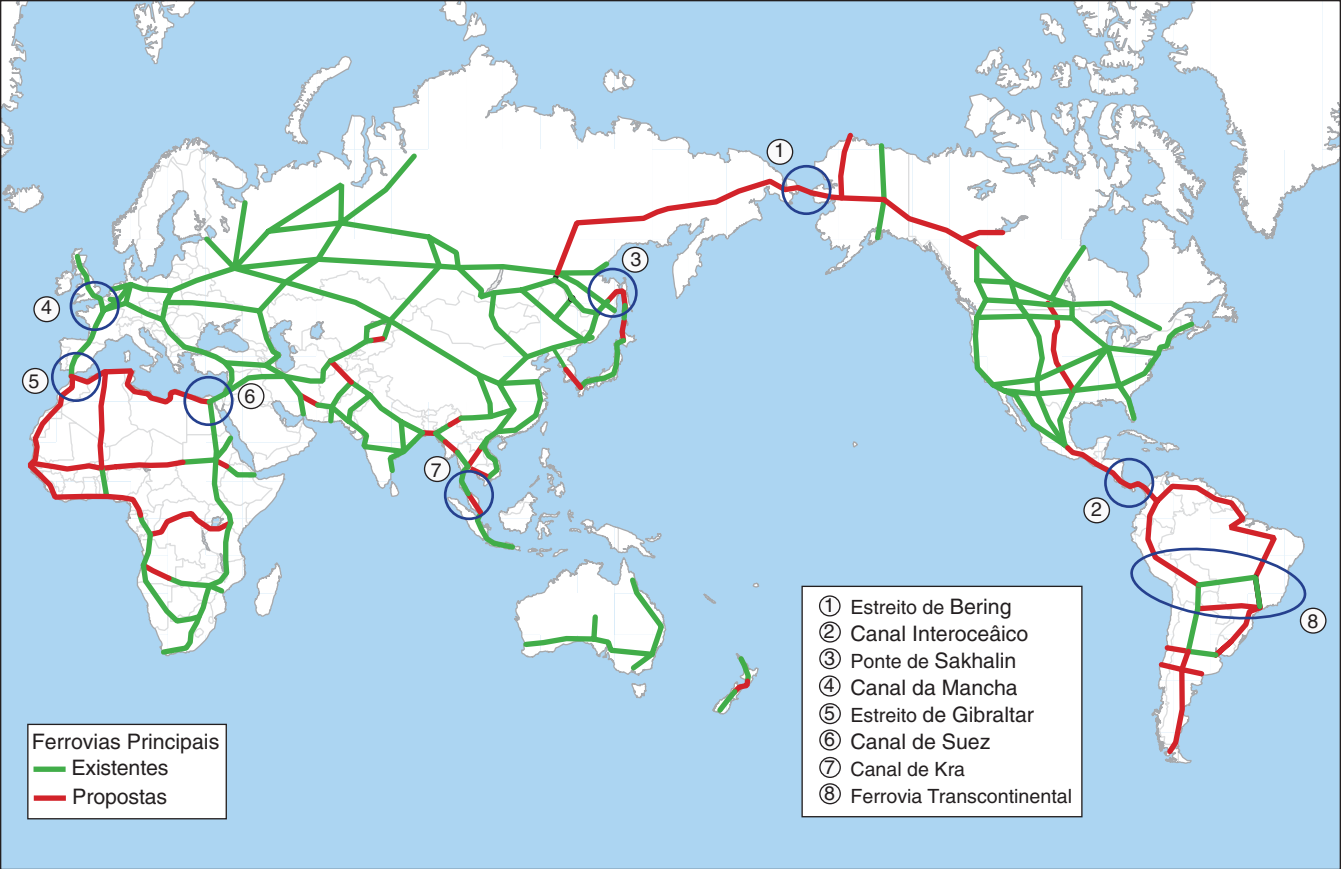 1
3
4
5
6
7
2
8
① Estreito de Bering
② Canal Interoceâico
③ Ponte de Sakhalin
④ Canal da Mancha
⑤ Estreito de Gibraltar
⑥ Canal de Suez
⑦ Canal de Kra
⑧ Ferrovia Transcontinental
Ferrovias Principais
Existentes
Propostas